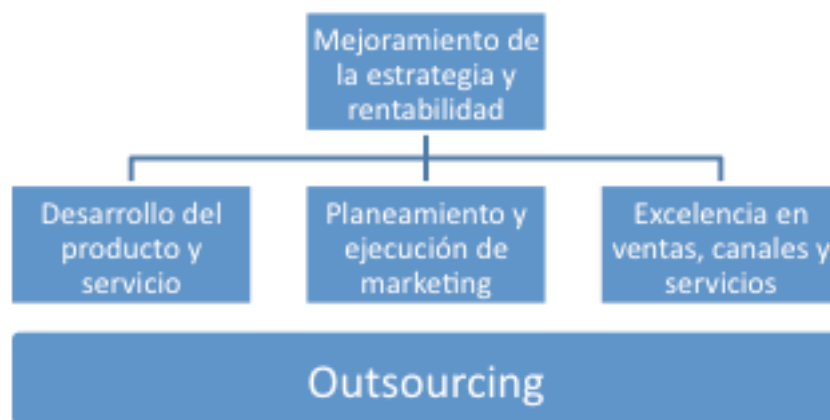 Mejoramiento de
la estrategia y
rentabilidad
Desarrollo del
producto y
servicio
Planeamiento y
ejecución de
marketing
Excelencia en
ventas, canales y
servicios
Outsourcing